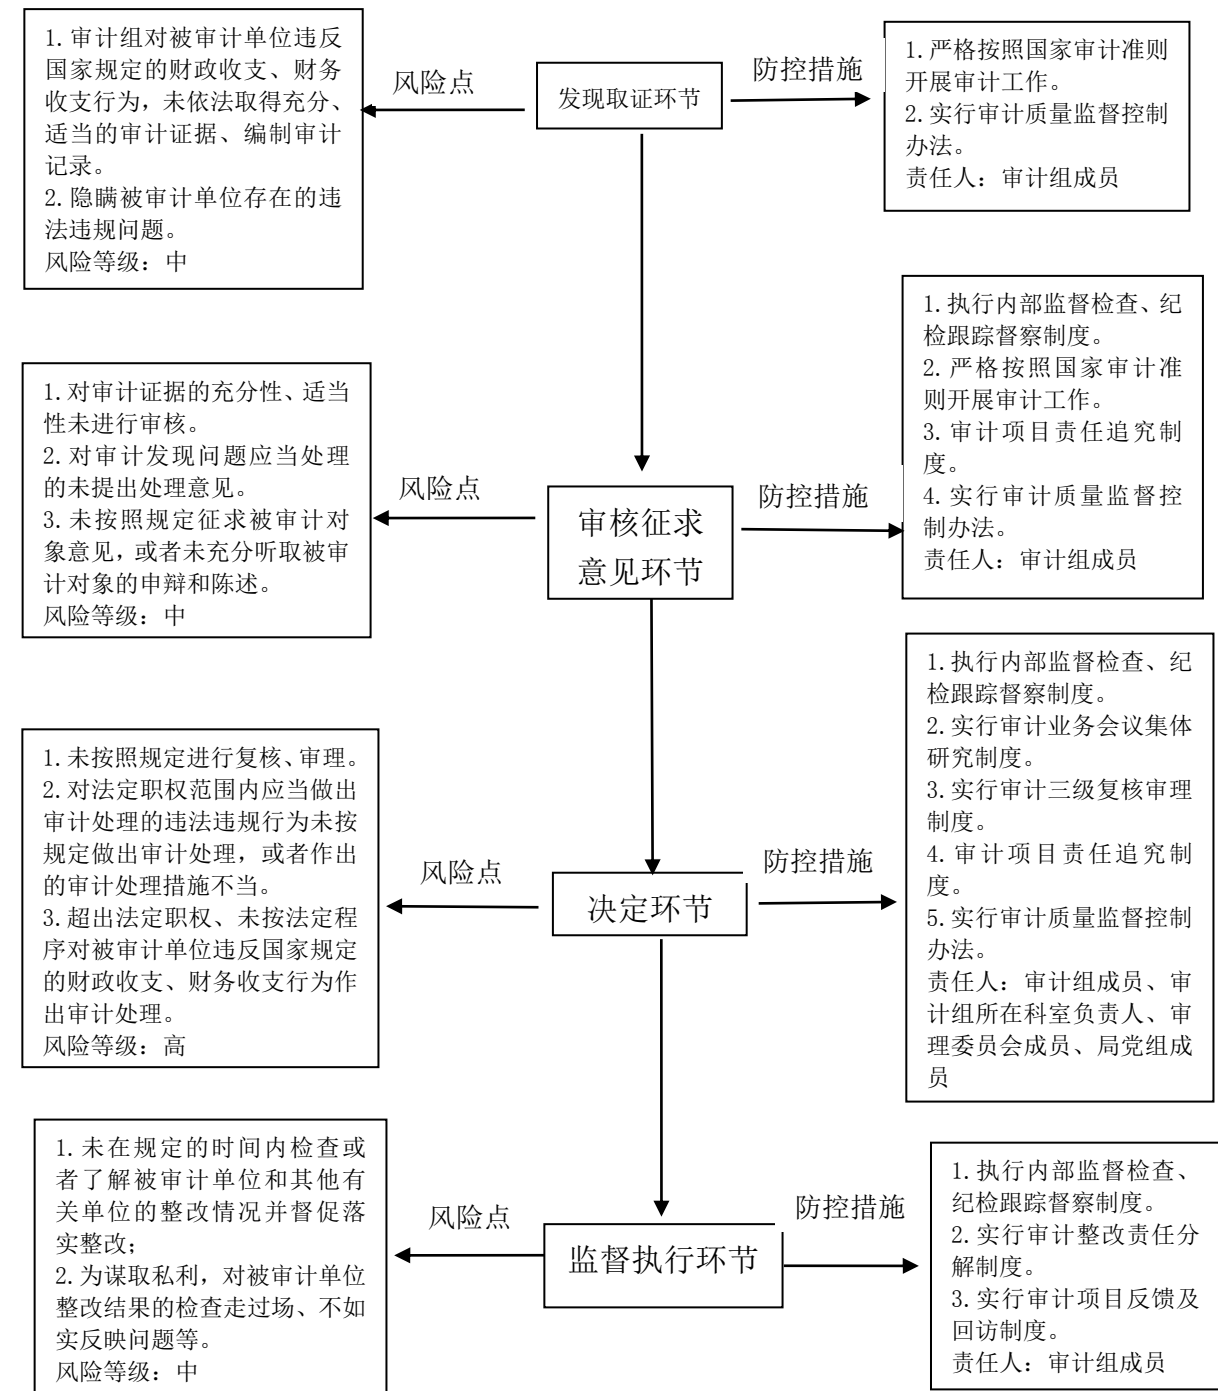 1.审计组对被审计单位违反
国家规定的财政收支、财务
收支行为，未依法取得充分、
适当的审计证据、编制审计
记录。
2.隐瞒被审计单位存在的违
法违规问题。
风险等级：中
风险点
发现取证环节
防控措施
1.严格按照国家审计准则
开展审计工作。
2.实行审计质量监督控制
办法。
责任人：审计组成员
1.对审计证据的充分性、适当
性未进行审核。
2.对审计发现问题应当处理
的未提出处理意见。
3.未按照规定征求被审计对
象意见，或者未充分听取被审
计对象的申辩和陈述。
风险等级：中
风险点
审核征求
意见环节
防控措施
1.执行内部监督检查、纪
检跟踪督察制度。
2.严格按照国家审计准
则开展审计工作。
3.审计项目责任追究制
度。
4.实行审计质量监督控
制办法。
责任人：审计组成员
1.未按照规定进行复核、审理。
2.对法定职权范围内应当做出
审计处理的违法违规行为未按
规定做出审计处理，或者作出
的审计处理措施不当。
3.超出法定职权、未按法定程
序对被审计单位违反国家规定
的财政收支、财务收支行为作
出审计处理。
风险等级：高
风险点
决定环节
防控措施
1.执行内部监督检查、纪
检跟踪督察制度。
2.实行审计业务会议集体
研究制度。
3.实行审计三级复核审理
制度。
4.审计项目责任追究制
度。
5.实行审计质量监督控制
办法。
责任人：审计组成员、审
计组所在科室负责人、审
理委员会成员、局党组成
员
1.未在规定的时间内检查或
者了解被审计单位和其他有
关单位的整改情况并督促落
实整改；
2.为谋取私利，对被审计单位
整改结果的检查走过场、不如
实反映问题等。
风险等级：中
风险点
监督执行环节
防控措施
1.执行内部监督检查、
纪检跟踪督察制度。
2.实行审计整改责任分
解制度。
3.实行审计项目反馈及
回访制度。
责任人：审计组成员